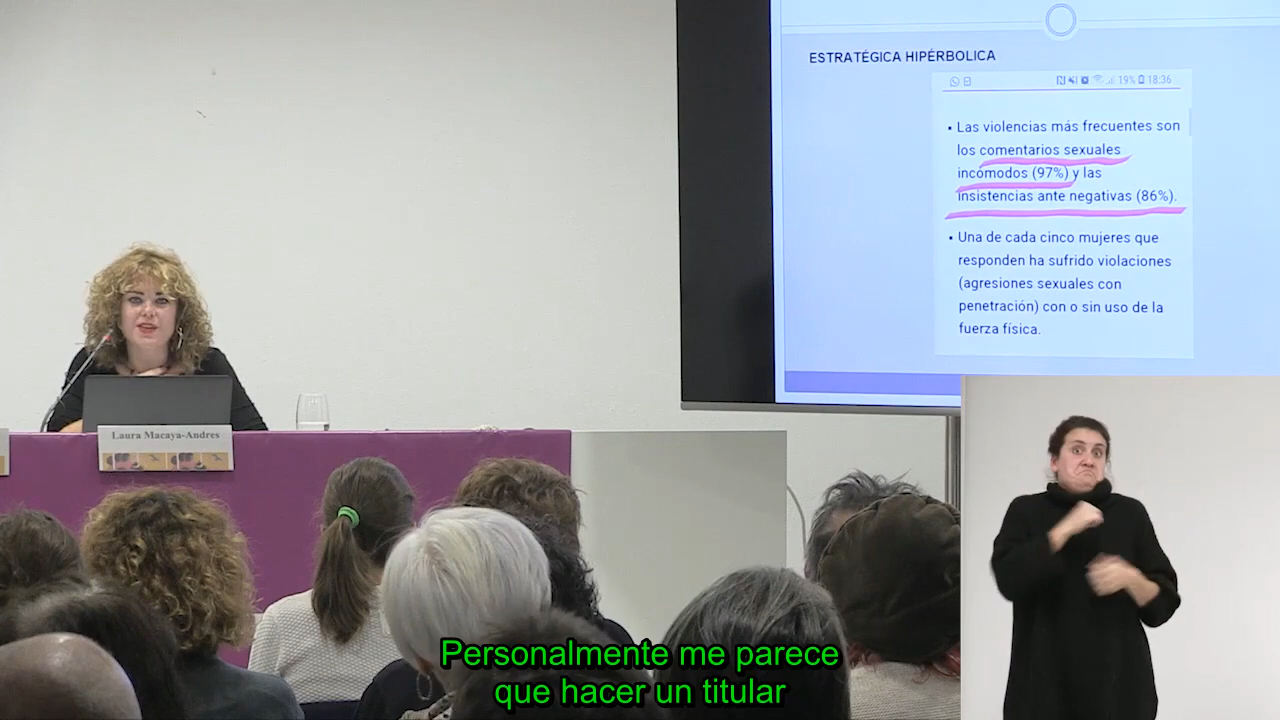 ESTRATÉGICA HIPÉRBOLICA
19% 18:36
• Las violencias más frecuentes son
los comentarios sexuales
incómodos (97%) y las
insistencias ante negativas (86%).
• Una de cada cinco mujeres que
responden ha sufrido violaciones
(agresiones sexuales con
penetración) con o sin uso de la
fuerza física.
Laura Macaya-Andres
Personalmente me parece
que hacer un titular